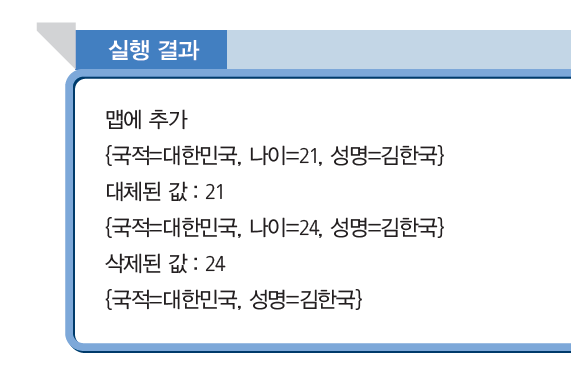 실행 결과
맵에 추가
{국적=대한민국, 나이=21, 성명=김한국}
대체된 값 : 21
{국적=대한민국, 나이=24, 성명=김한국}
삭제된 값 : 24
{국적=대한민국, 성명=김한국}